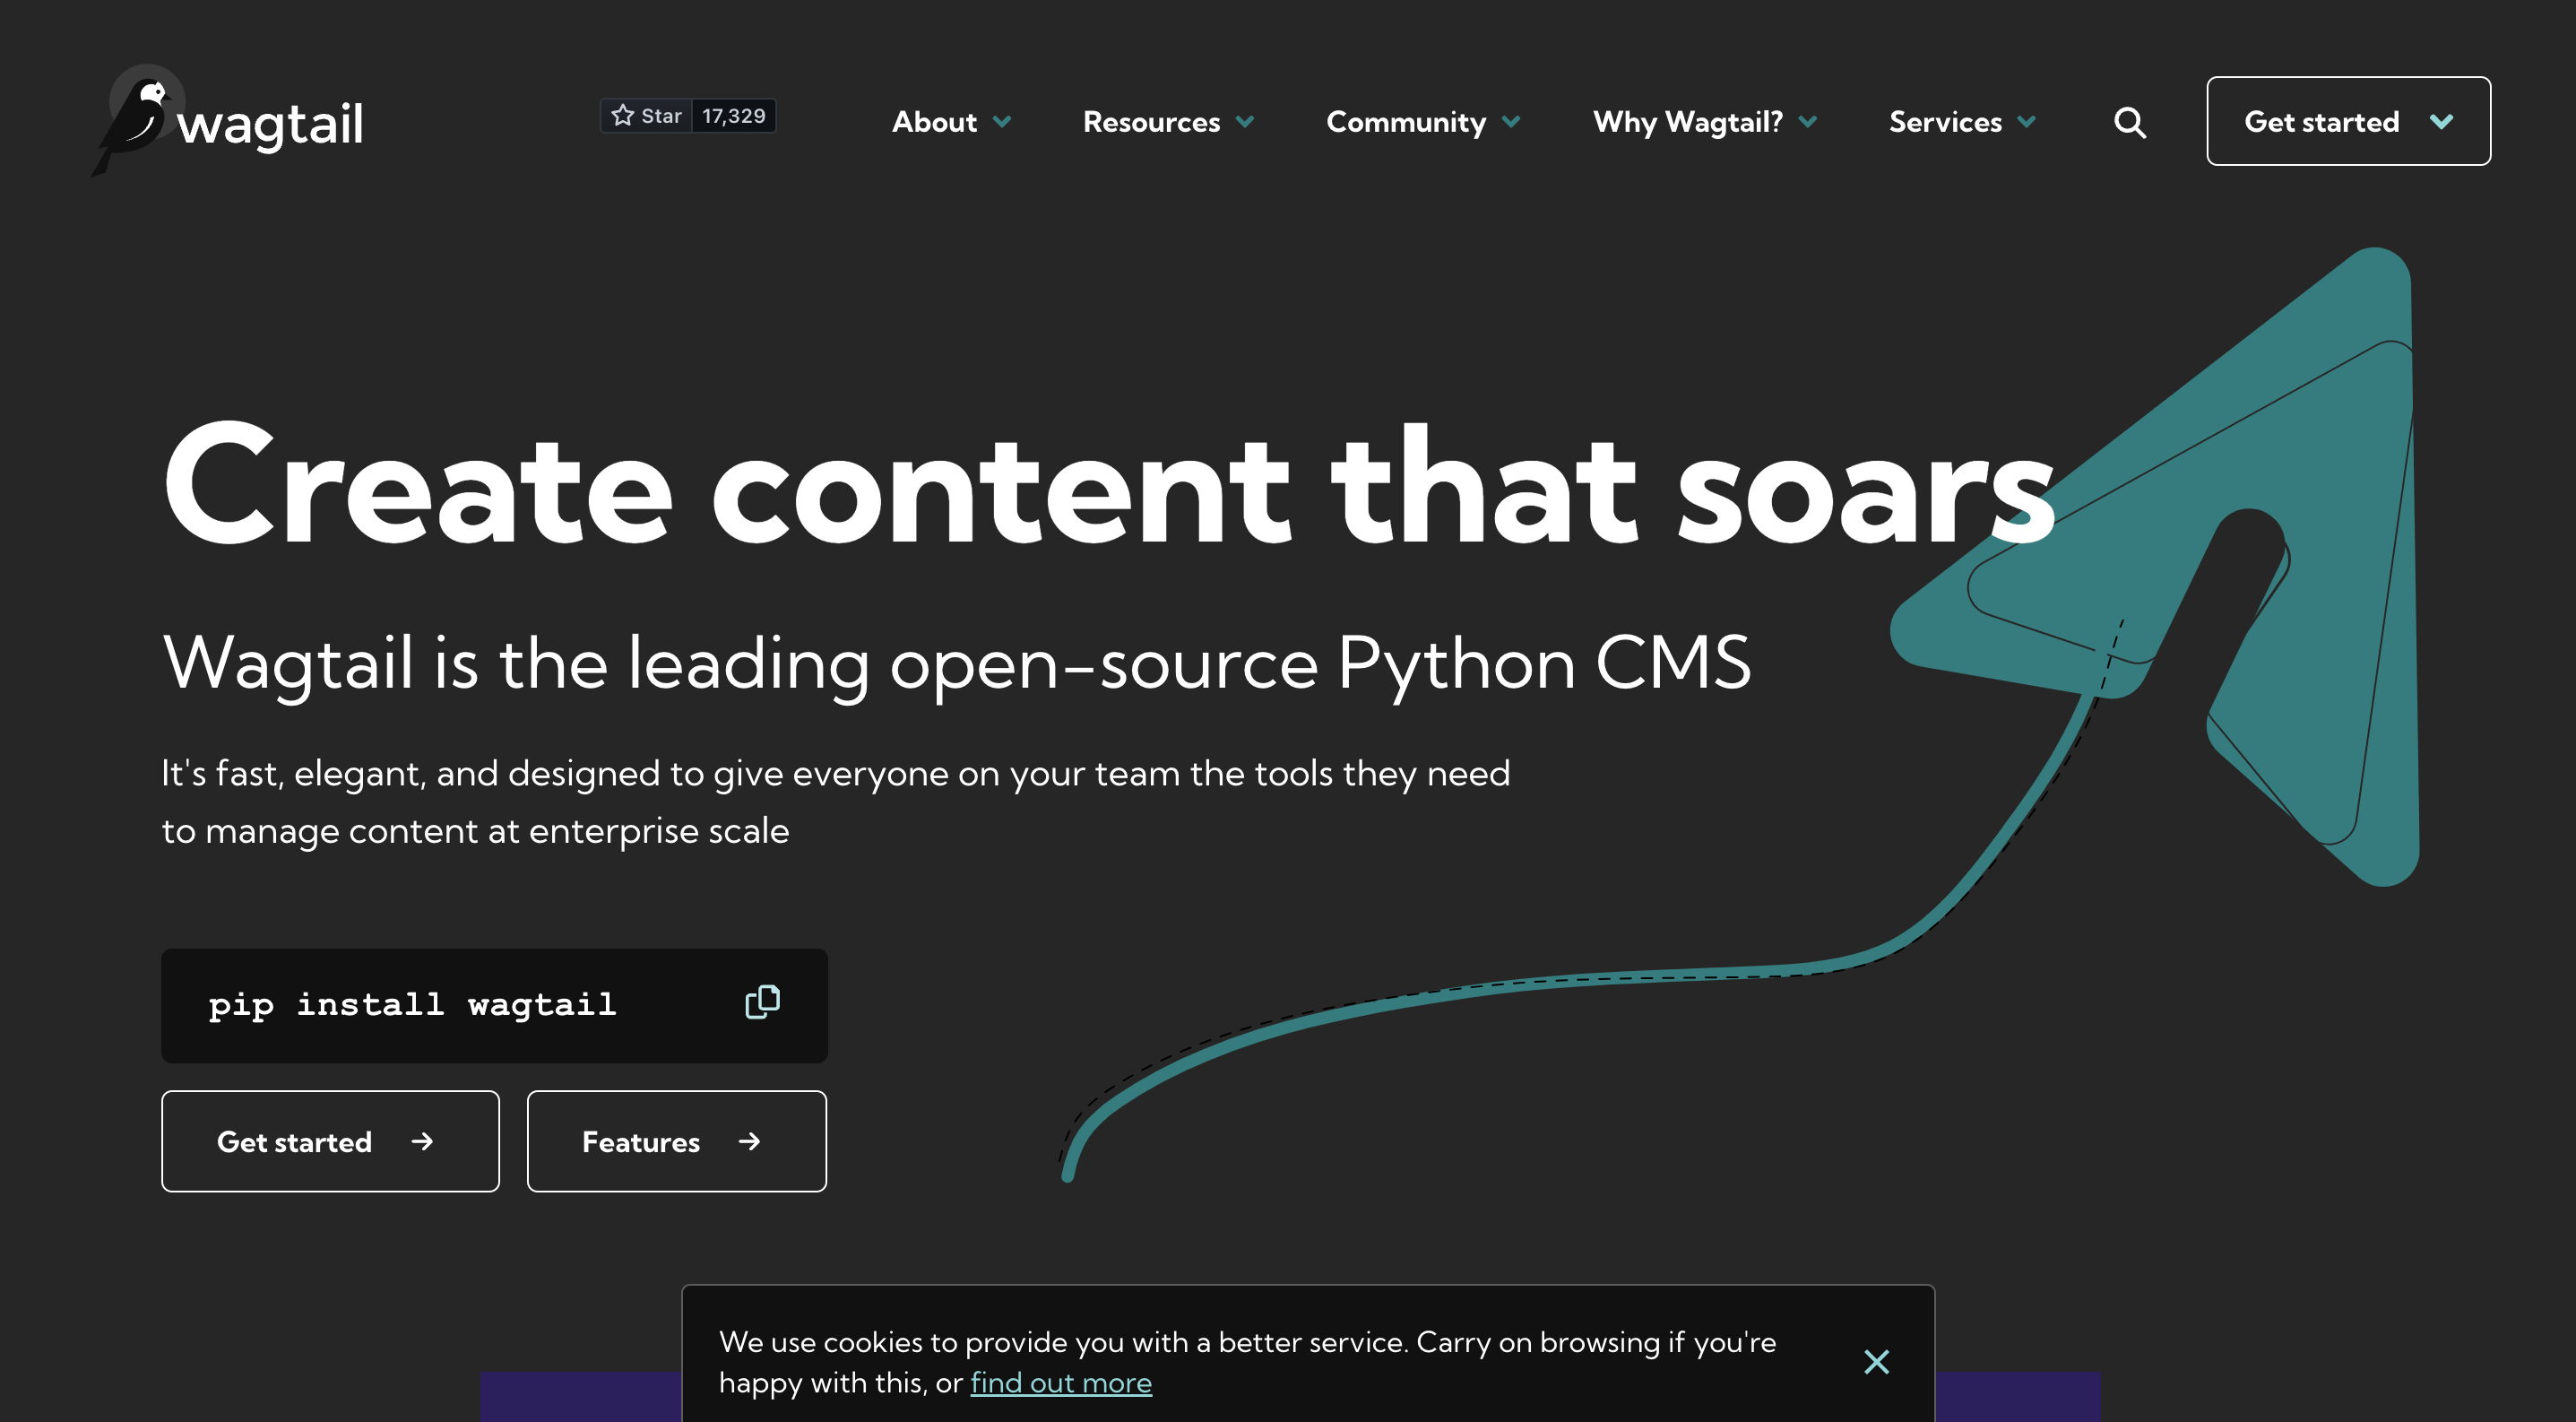 wagtail
Star 17,329
About
Resources
Community
Why Wagtail?
Services
Get started
Create content that soars
Wagtail is the leading open-source Python CMS
It's fast, elegant, and designed to give everyone on your team the tools they need
to manage content at enterprise scale
pip install wagtail
Get started
Features
We use cookies to provide you with a better service. Carry on browsing if you're
happy with this, or find out more